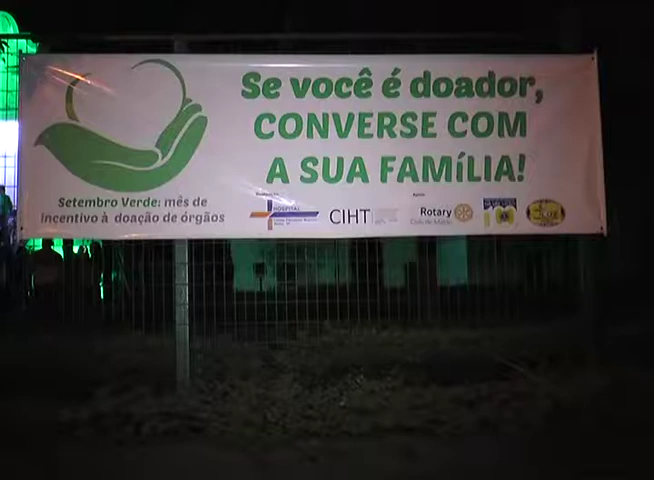 Se você é doador,
CONVERSE COM
A SUA FAMÍLIA!
Setembro Verde: mês de
incentivo à doação de órgãos
HOSPITAL
CIHT
Rotary